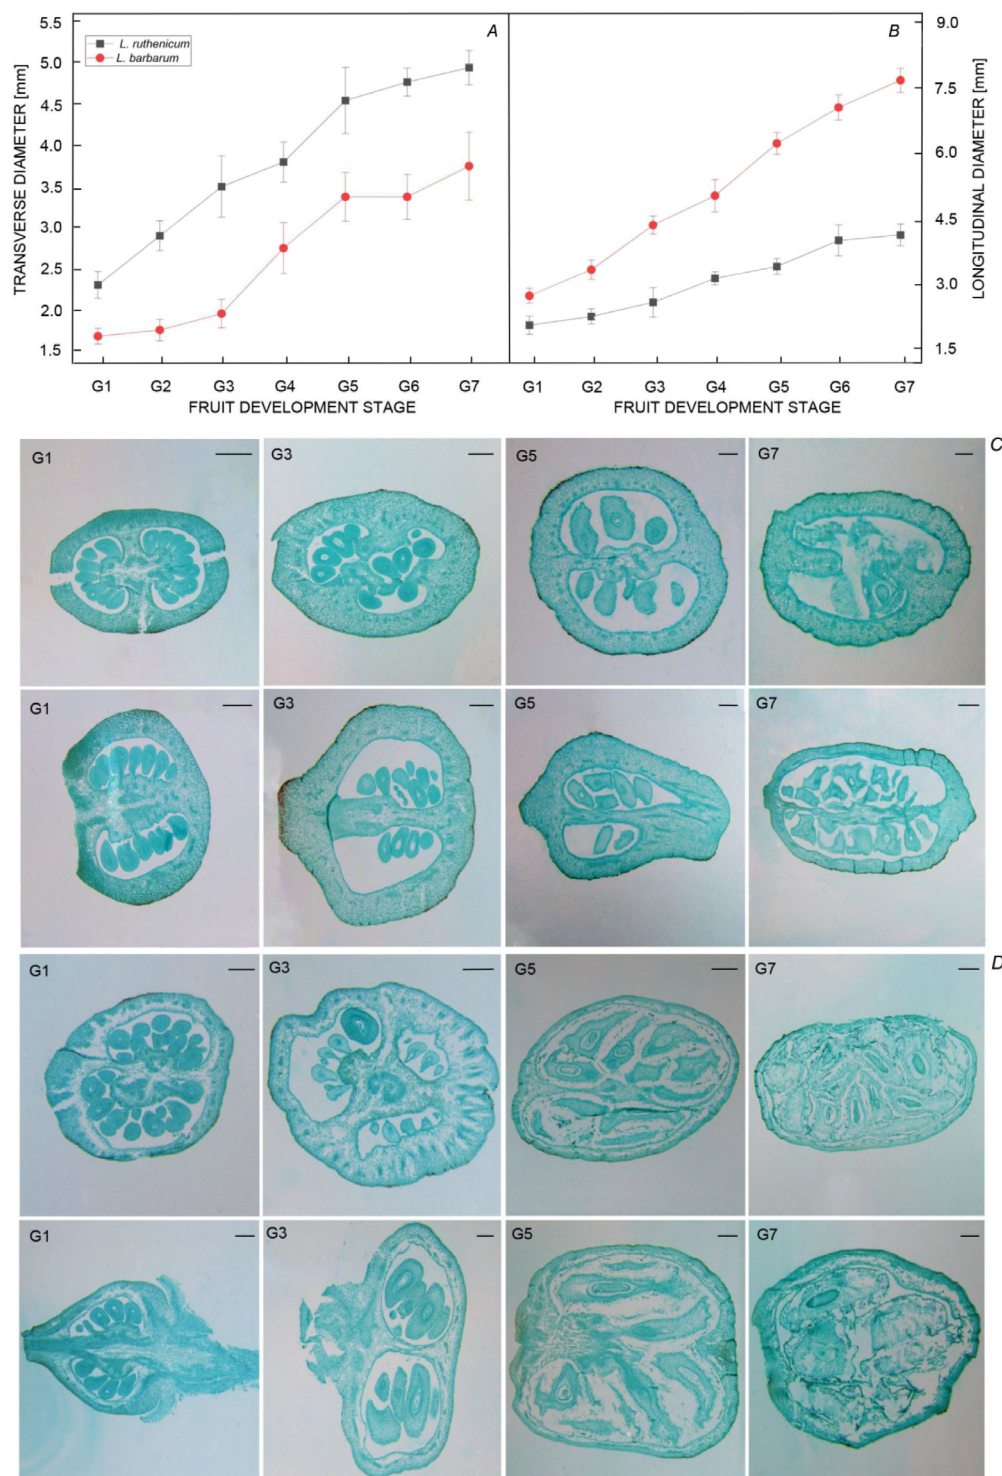 TRANSVERSE DIAMETER [mm]
5.5
5.0
4.5
4.0
3.5
3.0
2.5
2.0
1.5
L. ruthenicum
L. barbarum
A
G1 G2 G3 G4 G5 G6 G7
FRUIT DEVELOPMENT STAGE
B
9.0
7.5
6.0
4.5
3.0
1.5
LONGITUDINAL DIAMETER [mm]
G1 G2 G3 G4 G5 G6 G7
FRUIT DEVELOPMENT STAGE
C
G1 G3 G5 G7
G1 G3 G5 G7
D
G1 G3 G5 G7
G1 G3 G5 G7